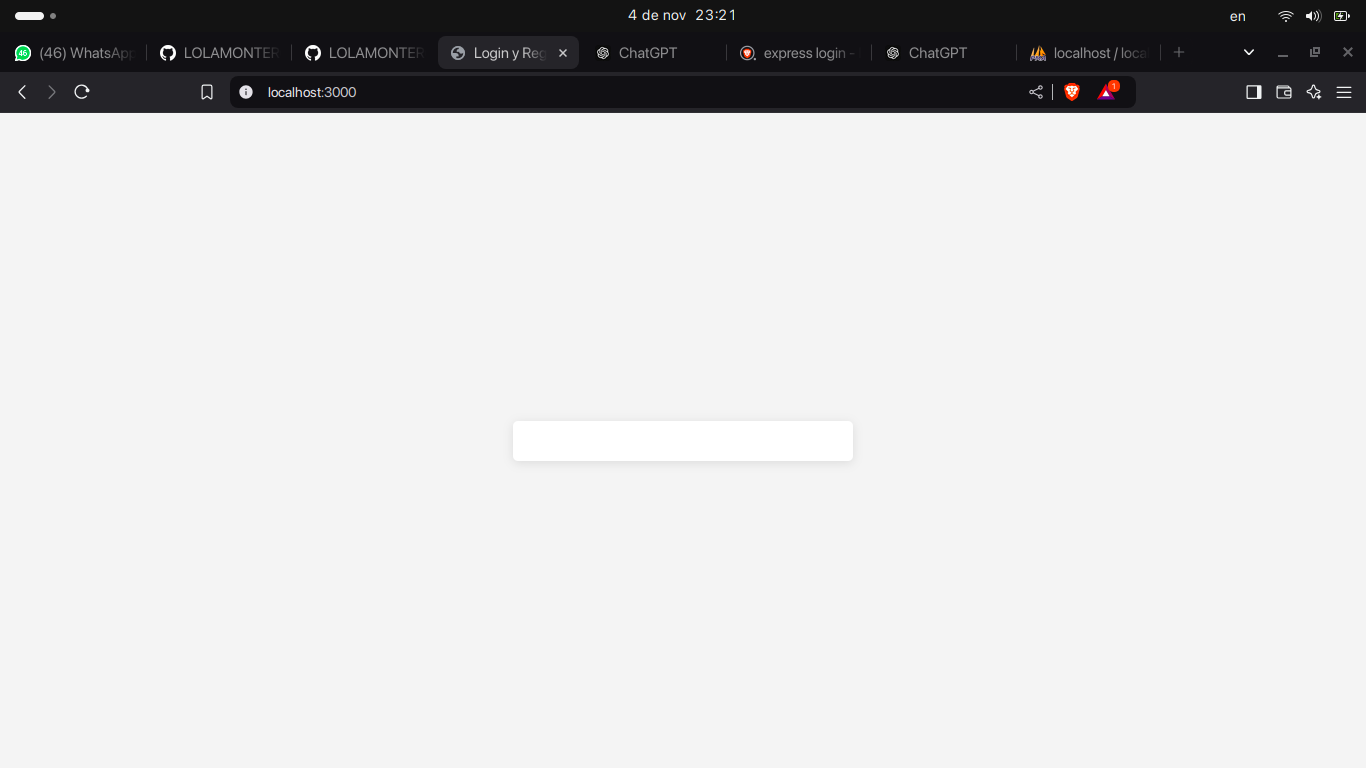 4 de nov 23:21
en
46 (46) WhatsApp
LOLAMONTER
LOLAMONTER
Login y Reg
ChatGPT
express login -
ChatGPT
localhost / loca
localhost:3000
1